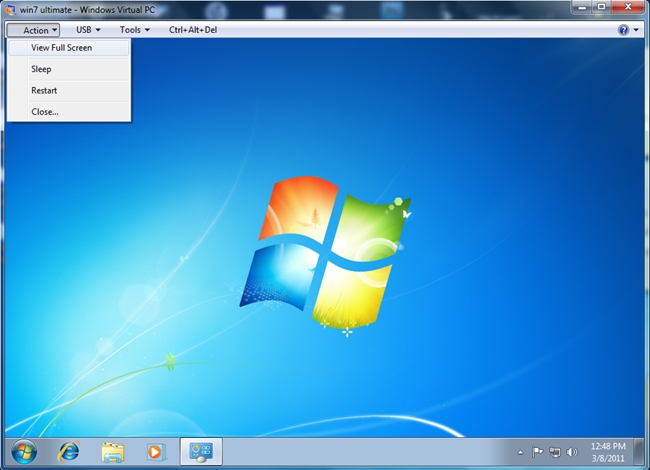 win7 ultimate - Windows Virtual PC
Action USB Tools Ctrl+Alt+Del
View Full Screen
Sleep
Restart
Close...
12:48 PM
3/8/2011